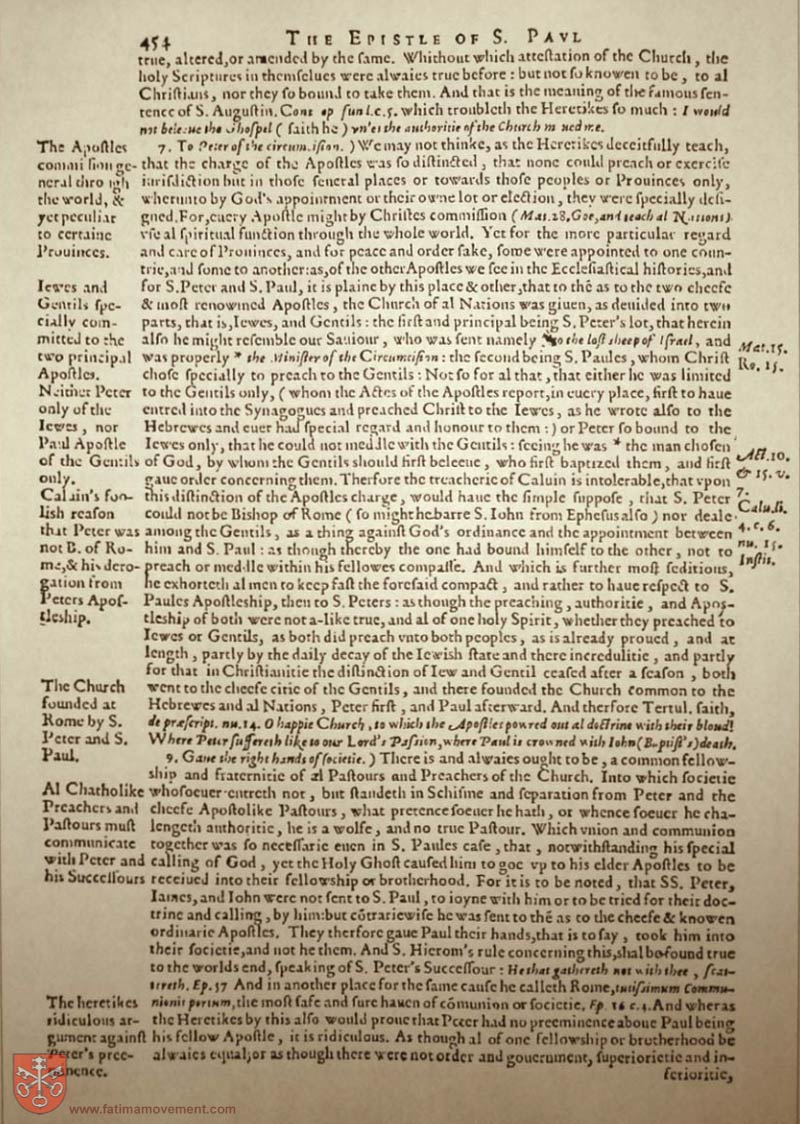 454 THE EPISTLE OF S. PAVL
true, altered, or amended by the ſame. Whithout which atteſtation of the Church, the
holy Scriptures in themſelues were alwaies true before: but not ſo knowen to be, to al
Chriſtians, nor they ſo bound to take them. And that is the meaning of the famous ſen-
tence of S. Auguſtin. Cont. ep fun l.c.5. which troubleth the Heretikes ſo much: I would
not beleeue the Ghoſpel (ſaith he) vnles the authoritie of the Church moued me.
7. To Peter of the circumciſion.) We may not thinke, as the Heretikes deceitfully teach,
that the charge of the Apoſtles was ſo diſtincted, that none could preach or exerciſe
iuriſdiction but in thoſe ſeueral places or towards thoſe peoples or Prouinces only,
wherunto by God's appointment or their owne lot or election, they were ſpecially deſi-
gned. For, euery Apoſtle might by Chriſtes commiſſion (Mat. 28. Goe, and teach al Nations)
vſe al ſpiritual function through the whole world. Yet for the more particular regard
and care of Prouinces, and for peace and order ſake, ſome were appointed to one coun-
trie, and ſome to another: as, of the other Apoſtles we ſee in the Eccleſiaſtical hiſtories, and
for S. Peter and S. Paul, it is plaine by this place & other, that to thē as to the two cheefe
& moſt renowmed Apoſtles, the Church of al Nations was giuen, as deuided into two
parts, that is, Iewes, and Gentils: the firſt and principal being S. Peter's lot, that herein
alſo he might reſemble our Sauiour, who was ſent namely to the loſt ſheep of Iſrael, and
was properly * the Miniſter of the Circumciſion: the ſecond being S. Paules, whom Chriſt
choſe ſpecially to preach to the Gentils: Not ſo for al that, that either he was limited
to the Gentils only, (whom the Actes of the Apoſtles report, in euery place, firſt to haue
entred into the Synagogues and preached Chriſt to the Iewes, as he wrote alſo to the
Hebrewes and euer had ſpecial regard and honour to them:) or Peter ſo bound to the
Iewes only, that he could not meddle with the Gentils: ſeeing he was * the man choſen
of God, by whom the Gentils ſhould firſt beleeue, who firſt baptized them, and firſt
gaue order concerning them. Therfore the treacherie of Caluin is intolerable, that vpon
this diſtinction of the Apoſtles charge, would haue the ſimple ſuppoſe, that S. Peter
could not be Biſhop of Rome (ſo might he barre S. Iohn from Epheſus alſo) nor deale
among the Gentils, as a thing againſt God's ordinance and the appointment between
him and S. Paul: as though thereby the one had bound himſelf to the other, not to
preach or meddle within his fellowes compaſſe. And which is further moſt ſeditious,
he exhorteth al men to keep faſt the foreſaid compact, and rather to haue reſpect to S.
Paules Apoſtleſhip, then to S. Peters: as though the preaching, authoritie, and Apoſ-
tleſhip of both were not a-like true, and al of one holy Spirit, whether they preached to
Iewes or Gentils, as both did preach vnto both peoples, as is already proued, and at
length, partly by the daily decay of the Iewiſh ſtate and there incredulitie, and partly
for that in Chriſtianitie the diſtinction of Iew and Gentil ceaſed after a ſeaſon, both
went to the cheefe citie of the Gentils, and there founded the Church common to the
Hebrewes and al Nations, Peter firſt, and Paul afterward. And therfore Tertul. ſaith,
de præſcript. nu. 14. O happie Church, to which the Apoſtles powred out al doctrine with their bloud!
Where Peter ſuffereth like to our Lord's Paſſion, where Paul is crowned with Iohn (Baptiſt's) death.
9. Gaue the right hands of ſocietie.) There is and alwaies ought to be, a common fellow-
ſhip and fraternitie of al Paſtours and Preachers of the Church. Into which ſocietie
whoſoeuer entreth not, but ſtandeth in Schiſme and ſeparation from Peter and the
cheefe Apoſtolike Paſtours, what pretence ſoeuer he hath, or whence ſoeuer he cha-
lengeth authoritie, he is a wolfe, and no true Paſtour. Which vnion and communion
together was ſo neceſſarie euen in S. Paules caſe, that, notwithſtanding his ſpecial
calling of God, yet the Holy Ghoſt cauſed him to goe vp to his elder Apoſtles to be
receiued into their fellowſhip or brotherhood. For it is to be noted, that SS. Peter,
Iames, and Iohn were not ſent to S. Paul, to ioyne with him or to be tried for their doc-
trine and calling, by him: but cōtrariewiſe he was ſent to thē as to the cheefe & knowen
ordinarie Apoſtles. They therfore gaue Paul their hands, that is to ſay, took him into
their ſocietie, and not he them. And S. Hierom's rule concerning this, ſhal be found true
to the worlds end, ſpeaking of S. Peter's Succeſſour: He that gathereth not with thee, ſcat-
tereth. Ep. 57 And in another place for the ſame cauſe he calleth Rome, tutiſsimum Commu-
nionis portum, the moſt ſafe and ſure hauen of cōmunion or ſocietie. Ep. 16 c. 4. And wheras
the Heretikes by this alſo would proue that Peter had no preeminence aboue Paul being
his fellow Apoſtle, it is ridiculous. As though al of one fellowſhip or brotherhood be
alwaies equal, or as though there were not order and gouernment, ſuperioritie and in-
ferioritie,
The Apoſtles
commiſſion ge-
neral through
the world, &
yet peculiar
to certaine
Prouinces.
Iewes and
Gentils ſpe-
cially com-
mitted to the
two principal
Apoſtles.
Neither Peter
only of the
Iewes, nor
Paul Apoſtle
of the Gentils
only.
Caluin's foo-
liſh reaſon
that Peter was
not B. of Ro-
me, & his dero-
gation from
Peters Apoſ-
tleſhip.
The Church
founded at
Rome by S.
Peter and S.
Paul.
Al Chatholike
Preachers and
Paſtours muſt
communicate
with Peter and
his Succeſſours
The heretikes
ridiculous ar-
gument againſt
Peter's pree-
minence.
Mat. 15.
Ro. 15.
Act. 10.
& 15. v.
7.
Calu. li.
4. c. 6.
nu. 15.
Inſtit.
www.fatimamovement.com